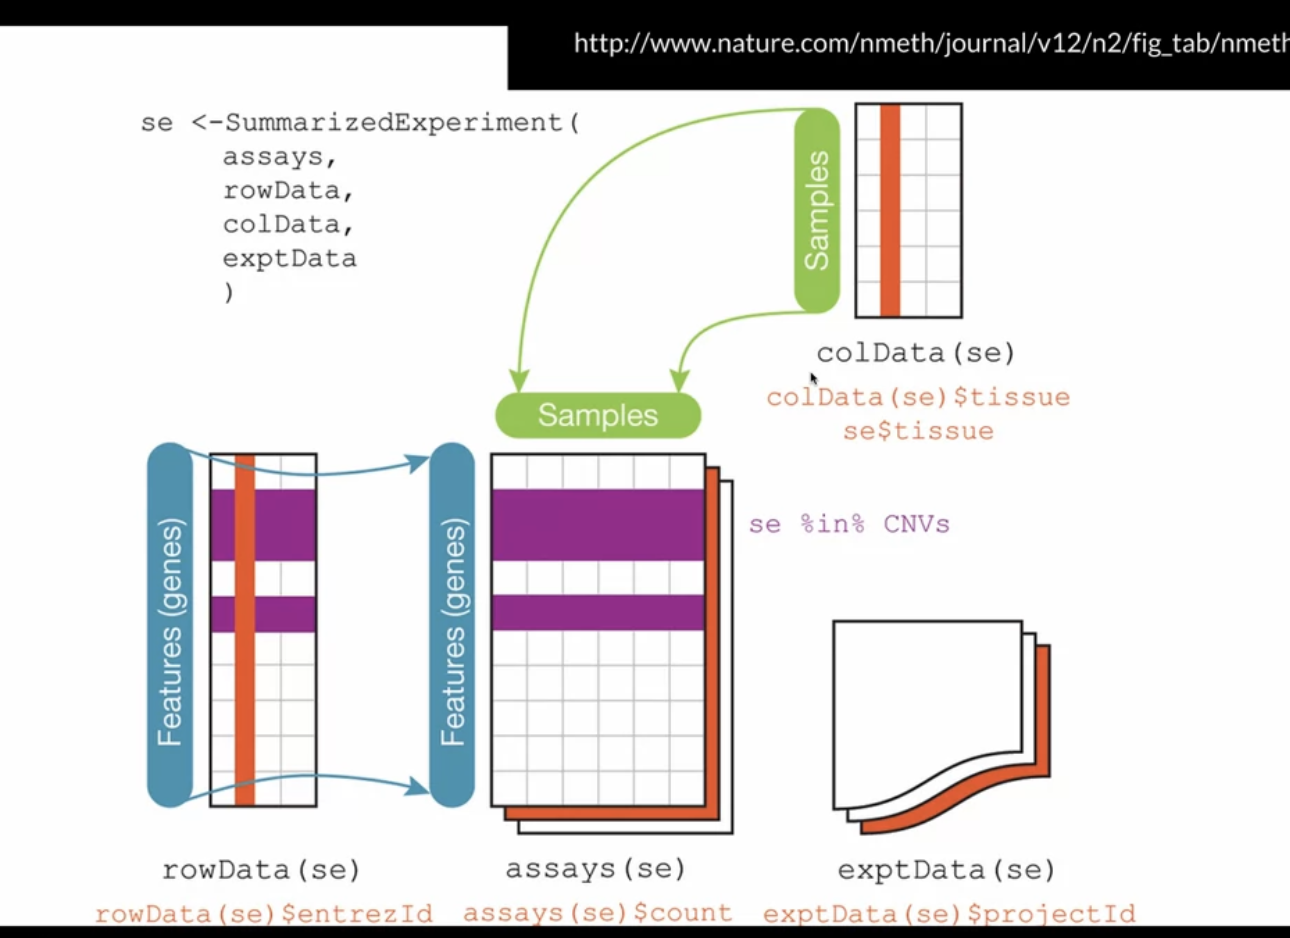 http://www.nature.com/nmeth/journal/v12/n2/fig_tab/nmeth
se <-SummarizedExperiment(
assays,
rowData,
colData,
exptData
)
Samples
colData(se)
colData(se)$tissue
se$tissue
Samples
Features (genes)
Features (genes)
se %in% CNVs
rowData(se)
assays(se)
exptData(se)
rowData(se)$entrezId
assays(se)$count
exptData(se)$projectId